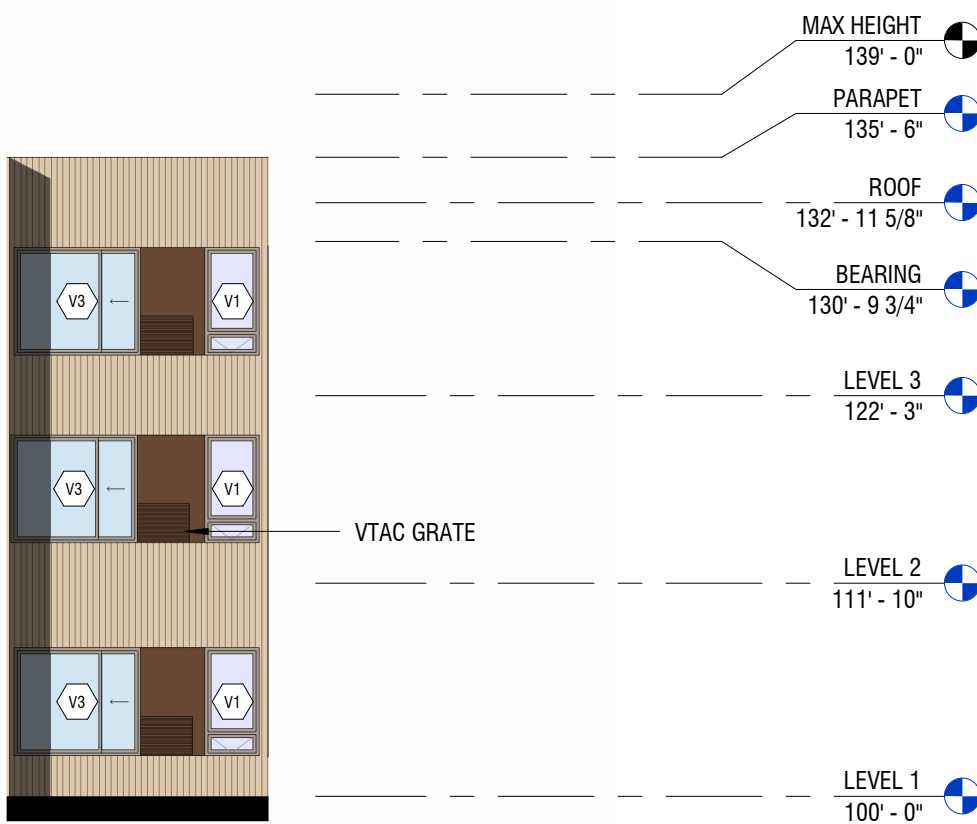 MAX HEIGHT
139' - 0"
PARAPET
135' - 6"
ROOF
132' - 11 5/8"
BEARING
130' - 9 3/4"
V3
V1
LEVEL 3
122' - 3"
V3
V1
VTAC GRATE
LEVEL 2
111' - 10"
V3
V1
LEVEL 1
100' - 0"